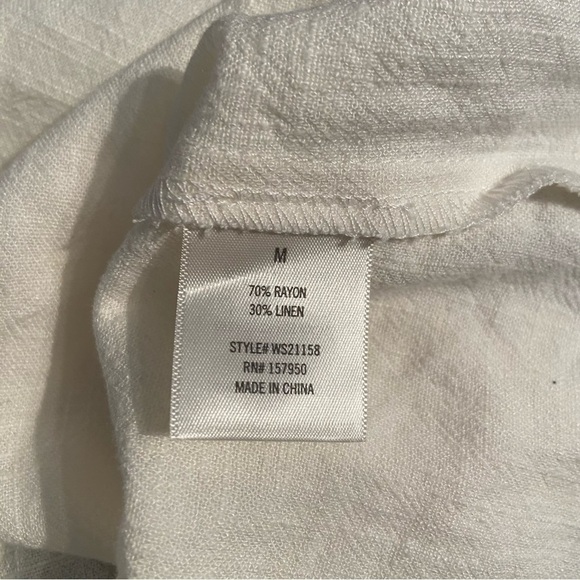 M
70% RAYON
30% LINEN
STYLE# WS21158
RN# 157950
MADE IN CHINA